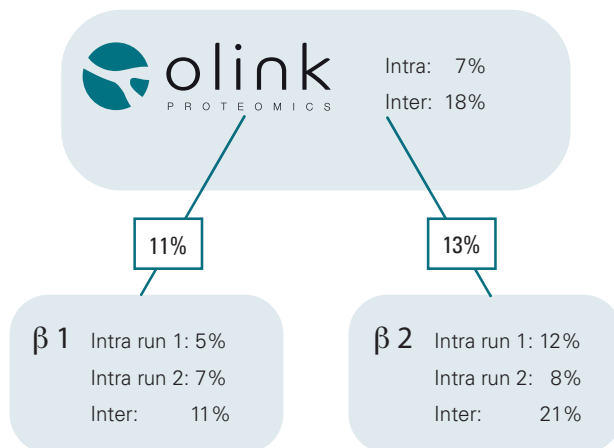 olink
PROTEOMICS
Intra: 7%
Inter: 18%
11%
13%
β 1
Intra run 1: 5%
Intra run 2: 7%
Inter: 11%
β 2
Intra run 1: 12%
Intra run 2: 8%
Inter: 21%